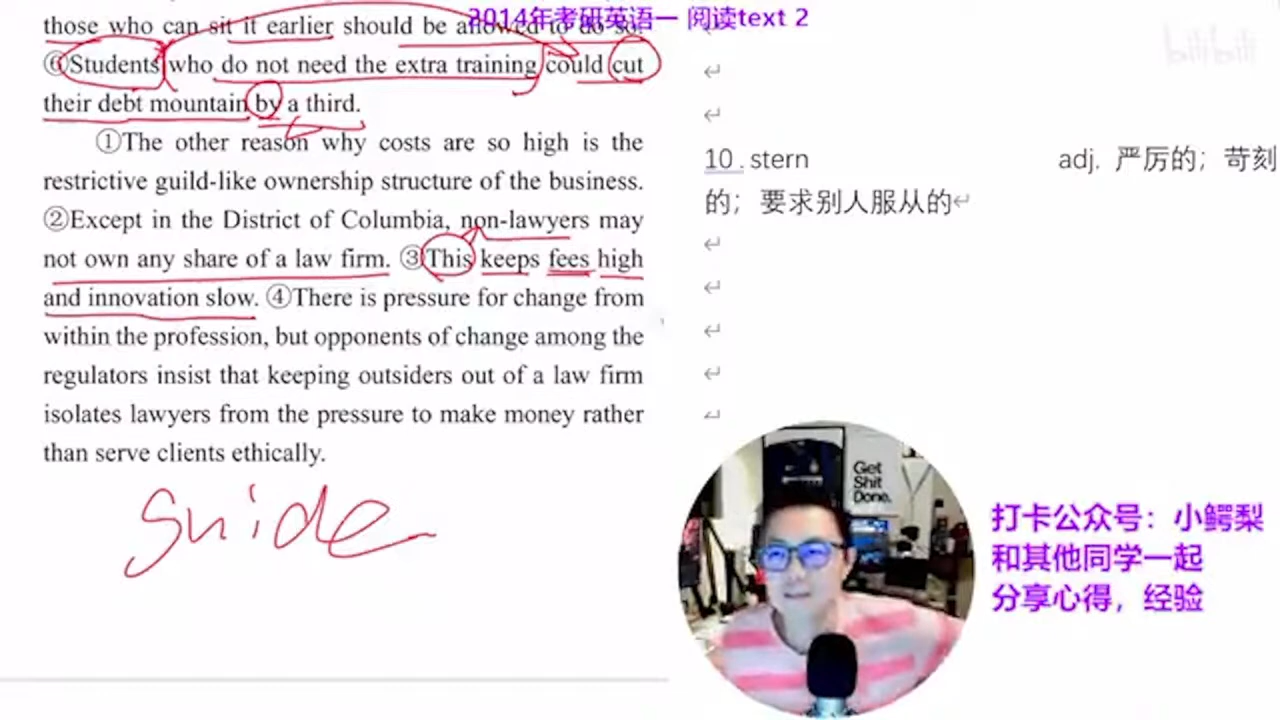 2014年考研英语一 阅读text 2
those who can sit it earlier should be allowed to do so.
⑥Students who do not need the extra training could cut
their debt mountain by a third.
①The other reason why costs are so high is the
restrictive guild-like ownership structure of the business.
②Except in the District of Columbia, non-lawyers may
not own any share of a law firm. ③This keeps fees high
and innovation slow. ④There is pressure for change from
within the profession, but opponents of change among the
regulators insist that keeping outsiders out of a law firm
isolates lawyers from the pressure to make money rather
than serve clients ethically.
bilibili
10 . stern adj. 严厉的；苛刻
的；要求别人服从的
Get
Shit
Done.
打卡公众号：小鳄梨
和其他同学一起
分享心得，经验